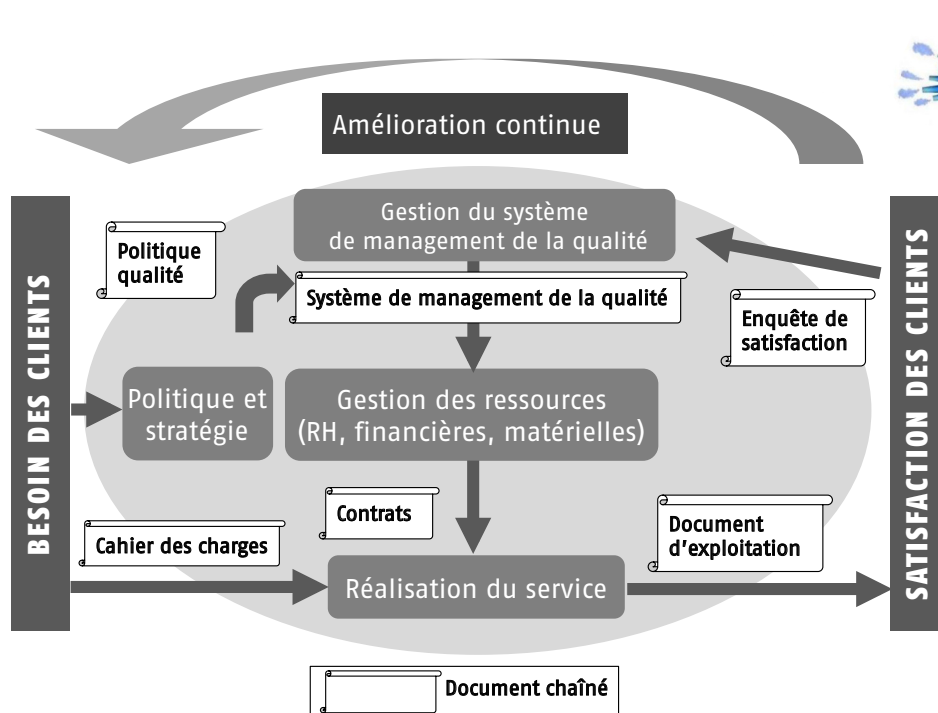 Amélioration continue
Gestion du système
de management de la qualité
Politique
qualité
Système de management de la qualité
Enquête de
satisfaction
BESOIN DES CLIENTS
SATISFACTION DES CLIENTS
Politique et
stratégie
Gestion des ressources
(RH, financières, matérielles)
Contrats
Cahier des charges
Document
d'exploitation
Réalisation du service
Document chaîné